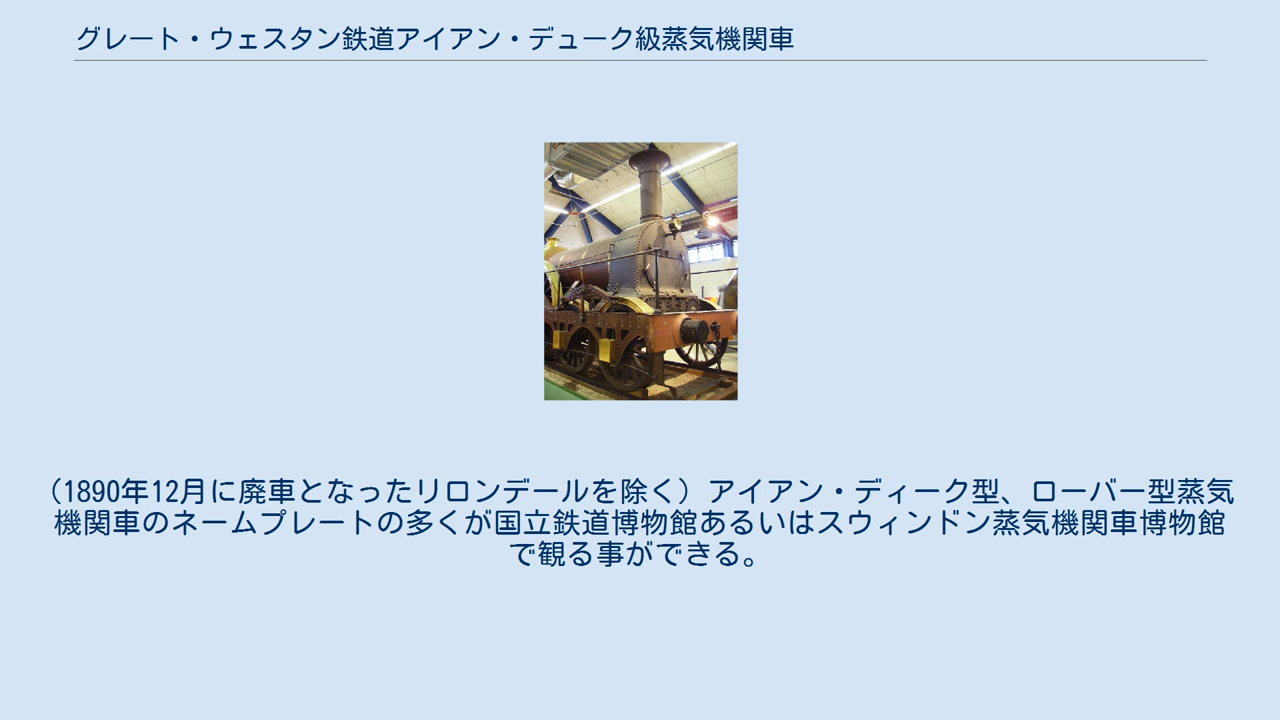 グレート・ウェスタン鉄道アイアン・デューク級蒸気機関車
（1890年12月に廃車となったリロンデールを除く）アイアン・ディーク型、ローバー型蒸気
機関車のネームプレートの多くが国立鉄道博物館あるいはスウィンドン蒸気機関車博物館
で観る事ができる。